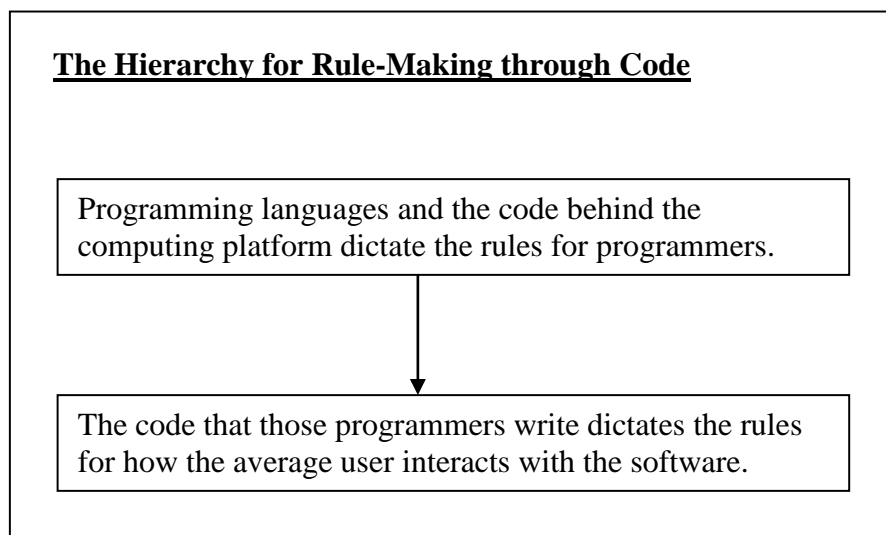 The Hierarchy for Rule-Making through Code
Programming languages and the code behind the
computing platform dictate the rules for programmers.
The code that those programmers write dictates the rules
for how the average user interacts with the software.